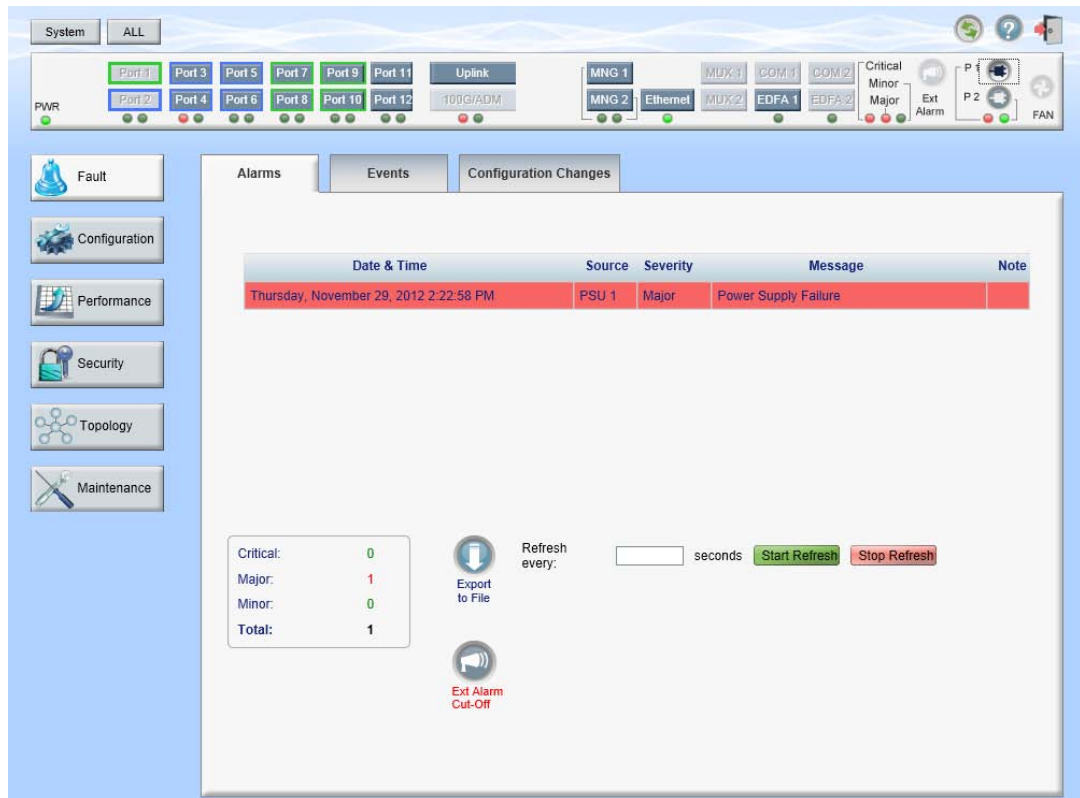 System ALL
Port 1 Port 3 Port 5 Port 7 Port 9 Port 11 Uplink MNG 1 MUX 1 COM 1 COM 2 Critical P 1
Minor
Port 2 Port 4 Port 6 Port 8 Port 10 Port 12 100G/ADM MNG 2 Ethernet MUX 2 EDFA 1 EDFA 2 Major Ext Alarm P 2
PWR FAN
Fault
Configuration
Performance
Security
Topology
Maintenance
Alarms Events Configuration Changes
Date & Time Source Severity Message Note
Thursday, November 29, 2012 2:22:58 PM PSU 1 Major Power Supply Failure
Critical: 0
Major: 1
Minor: 0
Total: 1
Export
to File
Ext Alarm
Cut-Off
Refresh
every: seconds Start Refresh Stop Refresh